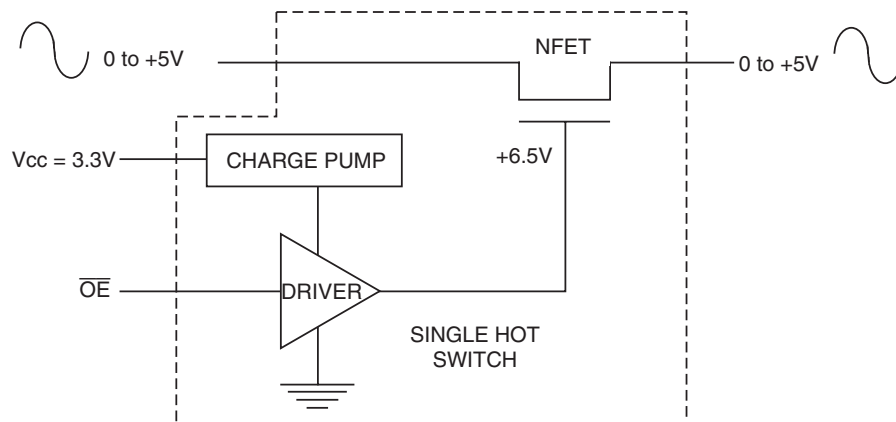 NFET
0 to +5V
0 to +5V
Vcc = 3.3V
CHARGE PUMP
+6.5V
OE
DRIVER
SINGLE HOT
SWITCH